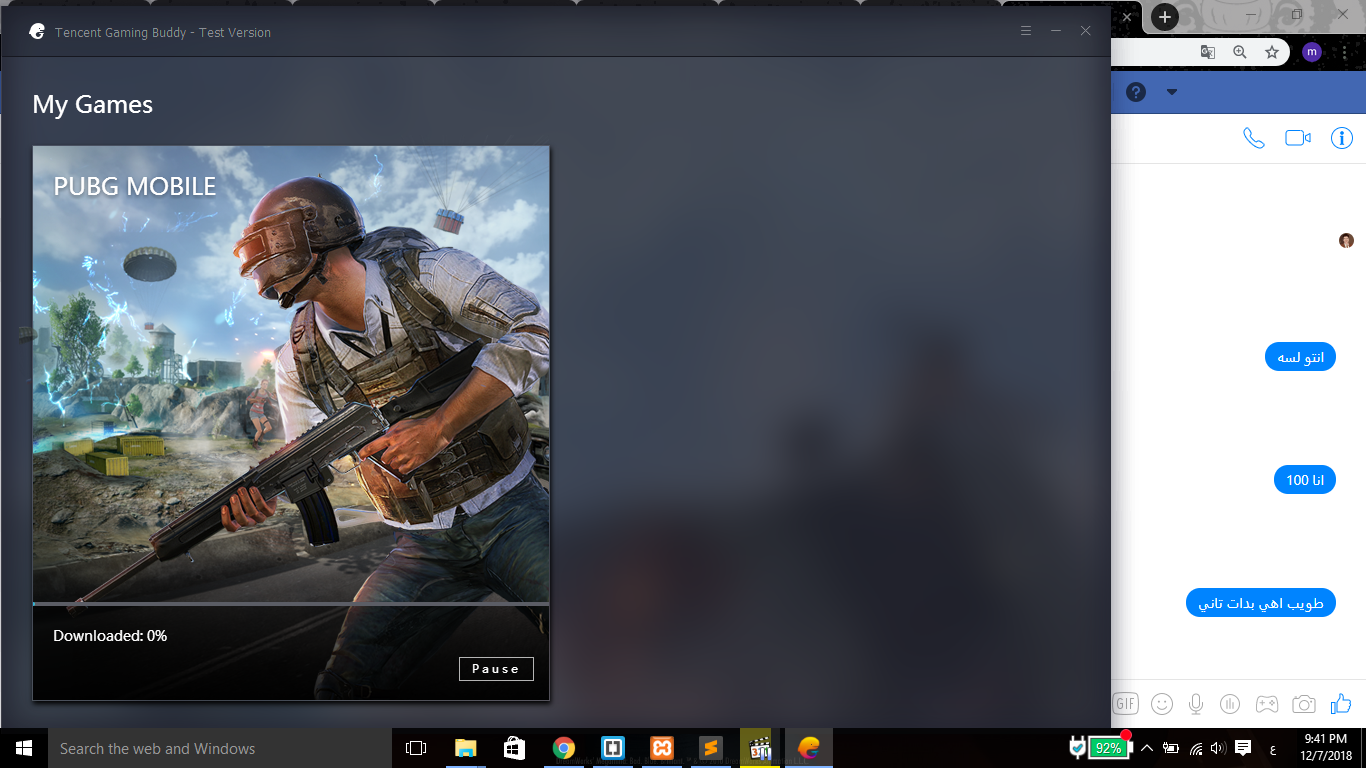 Tencent Gaming Buddy - Test Version
My Games
PUBG MOBILE
Downloaded: 0%
Pause
m
?
انتو لسه
انا 100
طويب اهي بدات تاني
GIF
Search the web and Windows
92%
ع
9:41 PM
12/7/2018